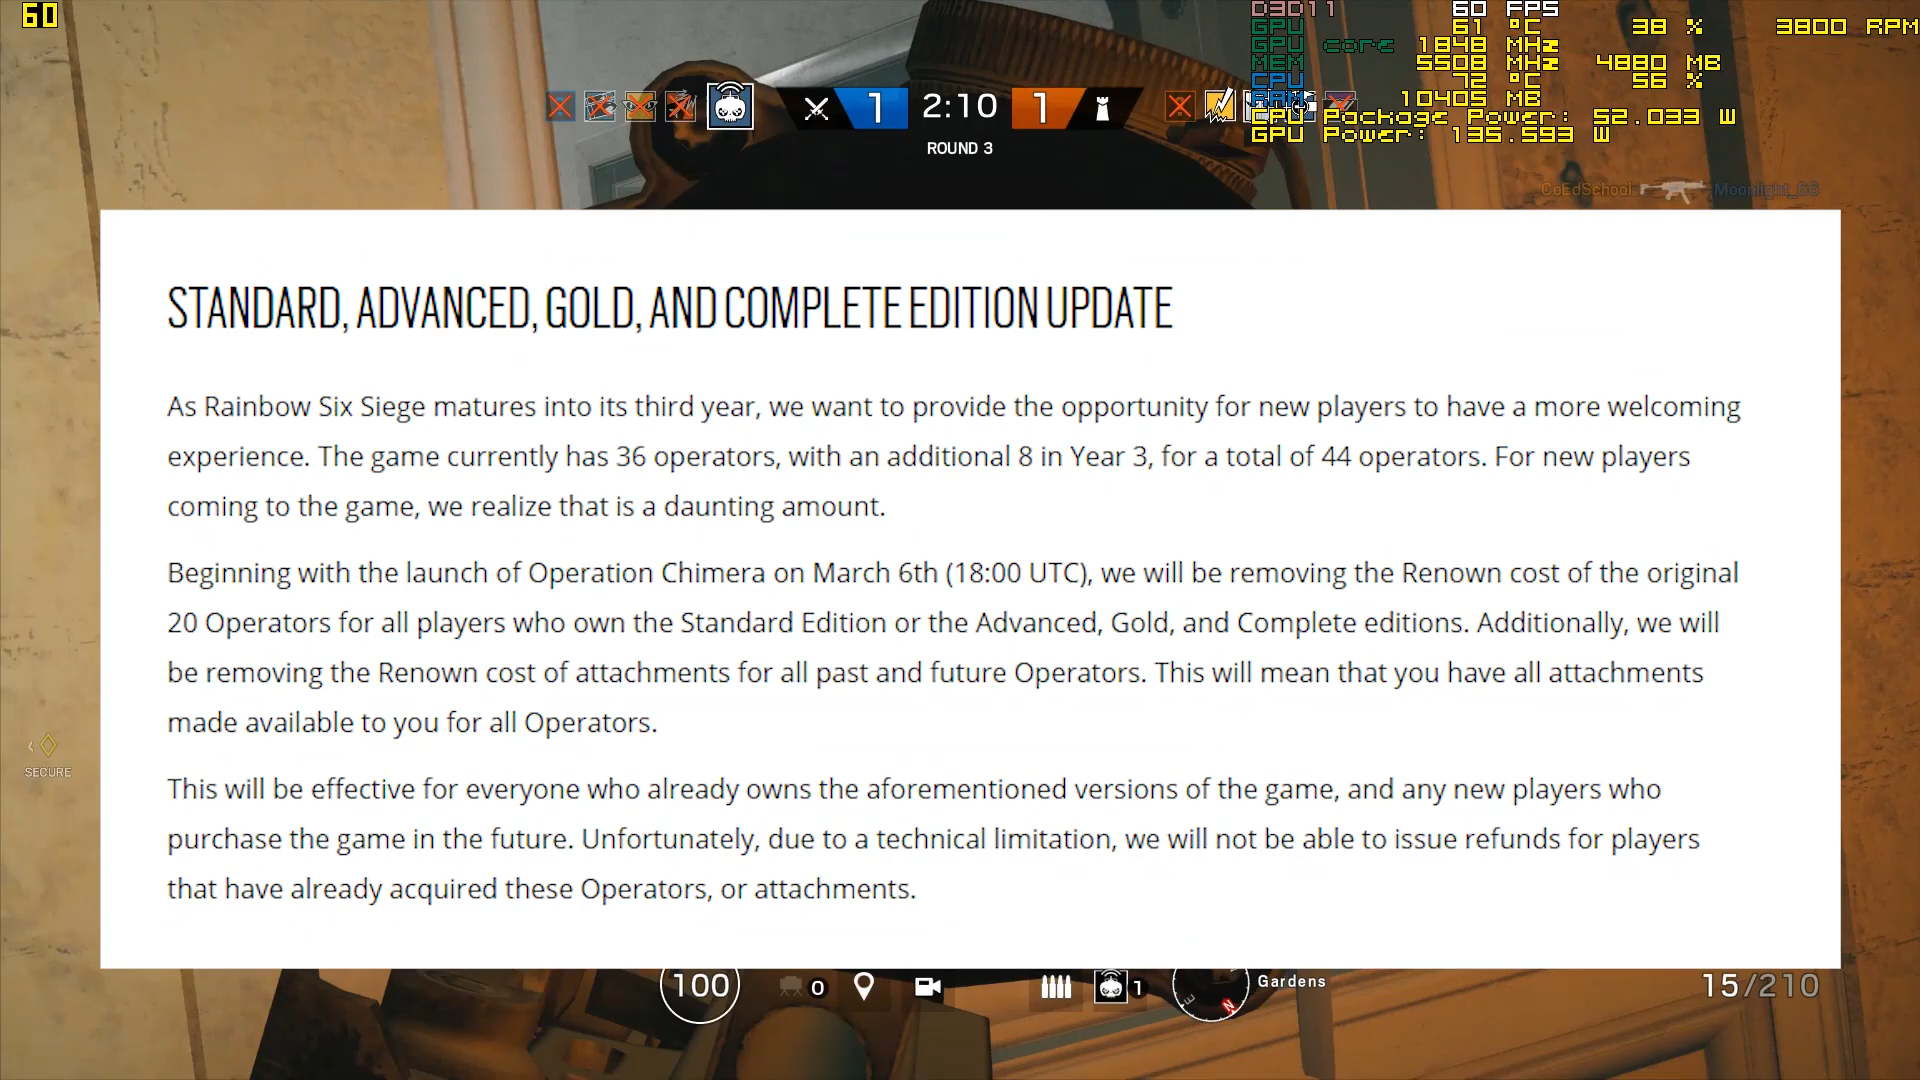 60
D3D11 60 FPS
GPU 61 °C 38 % 3800 RPM
GPU core 1848 MHz
MEM 5508 MHz 4880 MB
CPU 72 °C 56 %
RAM 10405 MB
CPU Package Power: 52.033 W
GPU Power: 135.593 W
1 2:10 1
ROUND 3
CoEdSchool Moonlight_66
STANDARD, ADVANCED, GOLD, AND COMPLETE EDITION UPDATE
As Rainbow Six Siege matures into its third year, we want to provide the opportunity for new players to have a more welcoming
experience. The game currently has 36 operators, with an additional 8 in Year 3, for a total of 44 operators. For new players
coming to the game, we realize that is a daunting amount.
Beginning with the launch of Operation Chimera on March 6th (18:00 UTC), we will be removing the Renown cost of the original
20 Operators for all players who own the Standard Edition or the Advanced, Gold, and Complete editions. Additionally, we will
be removing the Renown cost of attachments for all past and future Operators. This will mean that you have all attachments
made available to you for all Operators.
This will be effective for everyone who already owns the aforementioned versions of the game, and any new players who
purchase the game in the future. Unfortunately, due to a technical limitation, we will not be able to issue refunds for players
that have already acquired these Operators, or attachments.
SECURE
100 0 1 E N Gardens 15/210